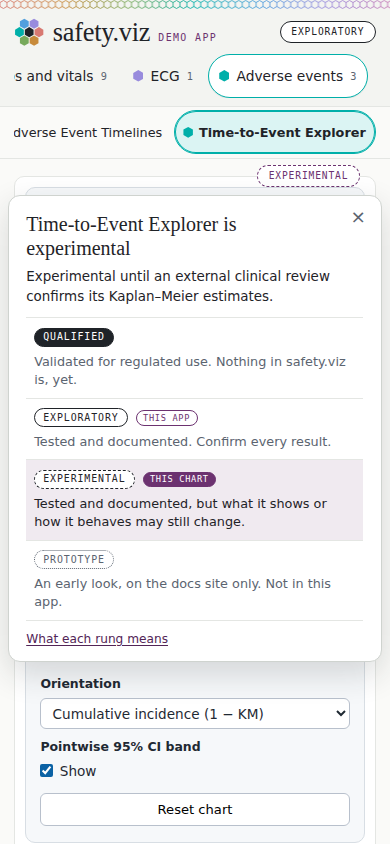 safety.viz DEMO APP
EXPLORATORY
s and vitals 9
ECG 1
Adverse events 3
dverse Event Timelines
Time-to-Event Explorer
EXPERIMENTAL
Time-to-Event Explorer is
experimental
×
Experimental until an external clinical review
confirms its Kaplan–Meier estimates.
QUALIFIED
Validated for regulated use. Nothing in safety.viz
is, yet.
EXPLORATORY THIS APP
Tested and documented. Confirm every result.
EXPERIMENTAL THIS CHART
Tested and documented, but what it shows or
how it behaves may still change.
PROTOTYPE
An early look, on the docs site only. Not in this
app.
What each rung means
Orientation
Cumulative incidence (1 − KM)
Pointwise 95% CI band
Show
Reset chart